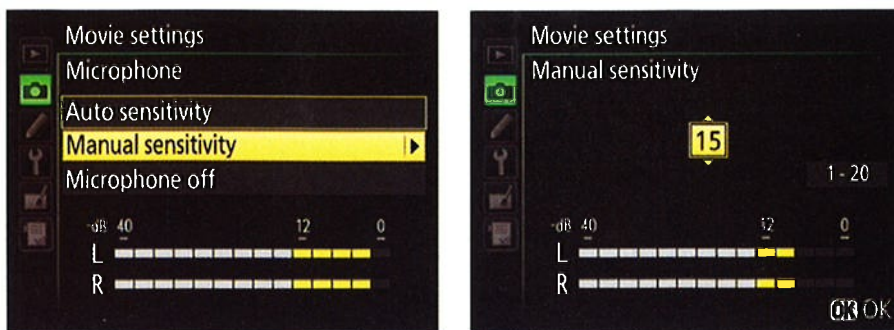 Movie settings
Microphone
Auto sensitivity
Manual sensitivity
Microphone off
-dB 40 12 0
L
R
Movie settings
Manual sensitivity
15
1 - 20
-dB 40 12 0
L
R
OK OK